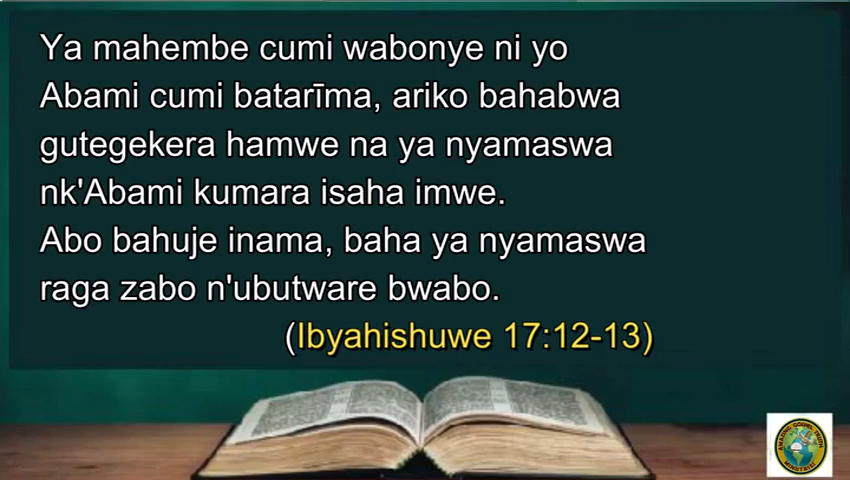 Ya mahembe cumi wabonye ni yo
Abami cumi batarīma, ariko bahabwa
gutegekera hamwe na ya nyamaswa
nk'Abami kumara isaha imwe.
Abo bahuje inama, baha ya nyamaswa
raga zabo n'ubutware bwabo.
(Ibyahishuwe 17:12-13)